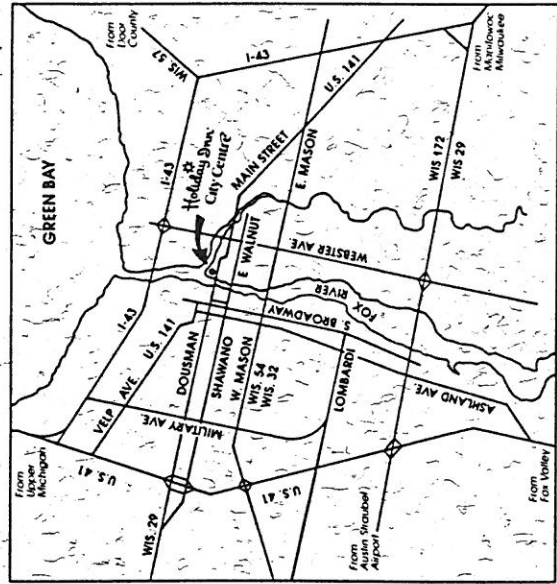 From
Door
County
WIS. 57
I-43
U.S. 141
GREEN BAY
I-43
Holiday Inn
City Centre
MAIN STREET
E. MASON
From
Manitowoc
Milwaukee
WIS 172
WIS 29
E. WALNUT
WEBSTER AVE.
I-43
U.S. 141
VELP AVE.
DOUSMAN
SHAWANO
W. MASON
WIS. 54
WIS. 32
S. BROADWAY
FOX
RIVER
LOMBARDI
ASHLAND AVE.
MILITARY AVE.
From
Upper
Michigan
U.S. 41
WIS. 29
U.S. 41
From
Austin Straubel
Airport
From
Fox Valley